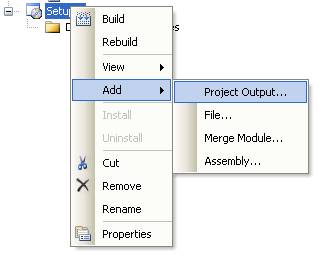 Setup
Build
Rebuild
View
Add
Install
Uninstall
Cut
Remove
Rename
Properties
Project Output...
File...
Merge Module...
Assembly...